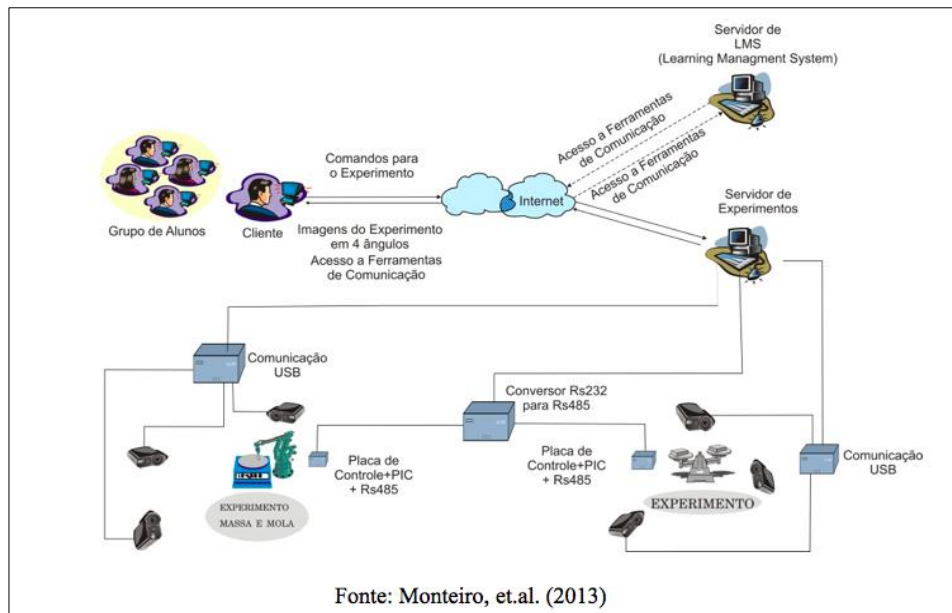 Servidor de
LMS
(Learning Managment System)
Acesso a Ferramentas
de Comunicação
Acesso a Ferramentas
de Comunicação
Comandos para
o Experimento
Internet
Servidor de
Experimentos
Grupo de Alunos
Cliente
Imagens do Experimento
em 4 ângulos
Acesso a Ferramentas
de Comunicação
Comunicação
USB
Conversor Rs232
para Rs485
Placa de
Controle+PIC
+ Rs485
Placa de
Controle+PIC
+ Rs485
Comunicação
USB
EXPERIMENTO
MASSA E MOLA
EXPERIMENTO
Fonte: Monteiro, et.al. (2013)